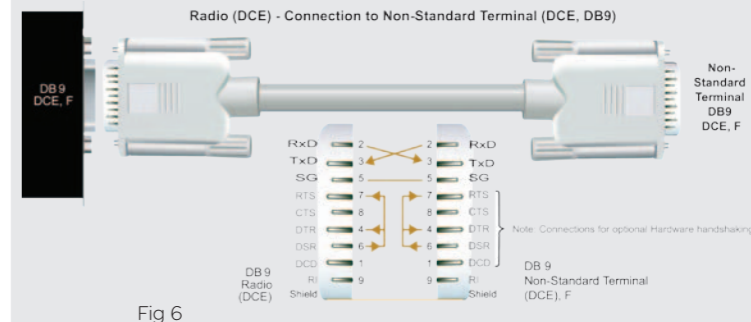 Radio (DCE) - Connection to Non-Standard Terminal (DCE, DB9)
DB9
DCE, F
Non-
Standard
Terminal
DB9
DCE, F
RxD 2 2 RxD
TxD 3 3 TxD
SG 5 5 SG
RTS 7 7 RTS
CTS 8 8 CTS
DTR 4 4 DTR
DSR 6 6 DSR
DCD 1 1 DCD
RI 9 9 RI
Shield Shield
Note: Connections for optional Hardware handshaking
DB 9
Radio
(DCE)
DB 9
Non-Standard Terminal
(DCE), F
Fig 6